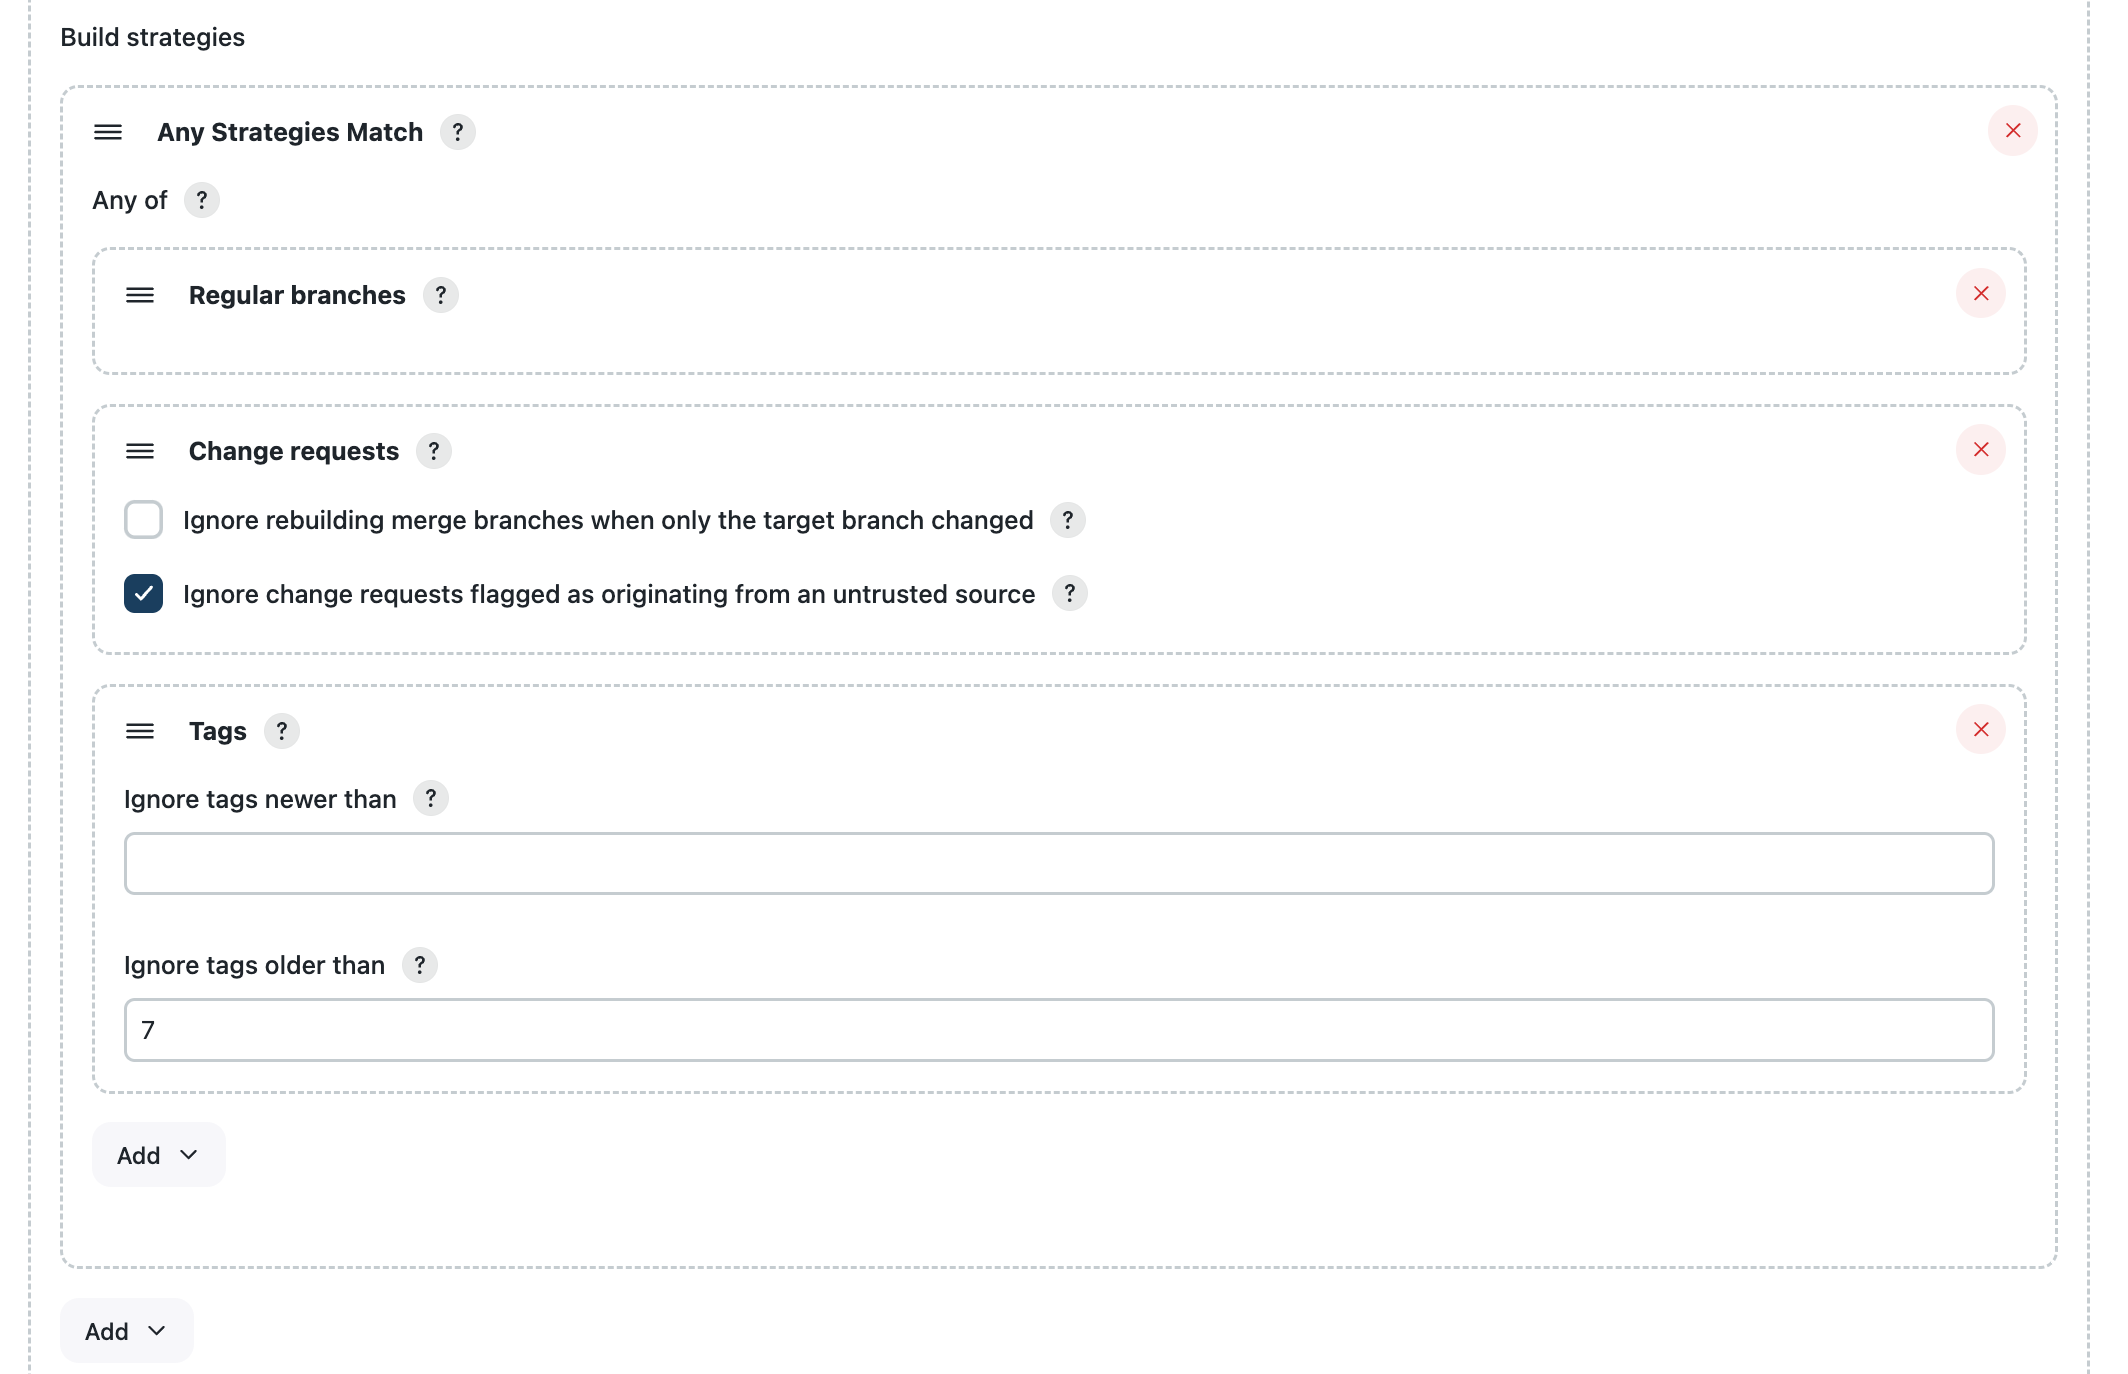 Build strategies
Any Strategies Match ?
Any of ?
Regular branches ?
Change requests ?
Ignore rebuilding merge branches when only the target branch changed ?
Ignore change requests flagged as originating from an untrusted source ?
Tags ?
Ignore tags newer than ?
Ignore tags older than ?
7
Add
Add